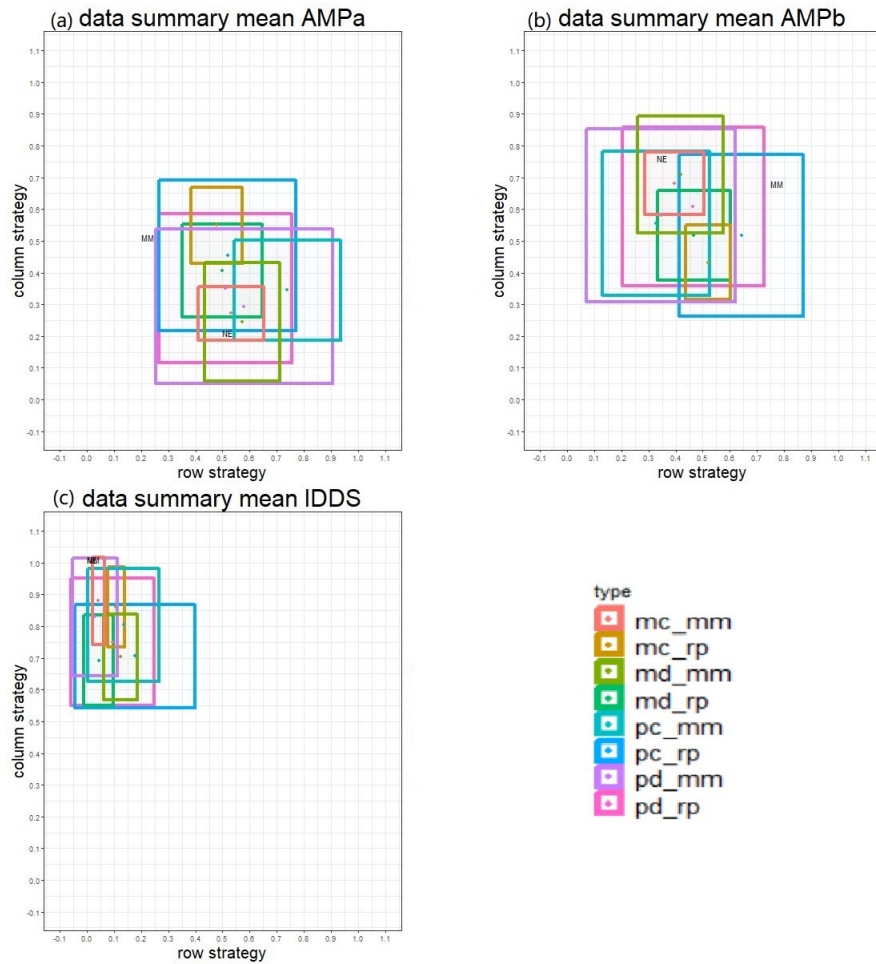 (a) data summary mean AMPa
1.1
1.0
0.9
0.8
0.7
0.6
0.5
0.4
0.3
0.2
0.1
0.0
-0.1
column strategy
MM
NE
-0.1 0.0 0.1 0.2 0.3 0.4 0.5 0.6 0.7 0.8 0.9 1.0 1.1
row strategy
(b) data summary mean AMPb
1.1
1.0
0.9
0.8
0.7
0.6
0.5
0.4
0.3
0.2
0.1
0.0
-0.1
column strategy
NE
MM
-0.1 0.0 0.1 0.2 0.3 0.4 0.5 0.6 0.7 0.8 0.9 1.0 1.1
row strategy
(c) data summary mean IDDS
1.1
1.0
0.9
0.8
0.7
0.6
0.5
0.4
0.3
0.2
0.1
0.0
-0.1
column strategy
-0.1 0.0 0.1 0.2 0.3 0.4 0.5 0.6 0.7 0.8 0.9 1.0 1.1
row strategy
type
mc_mm
mc_rp
md_mm
md_rp
pc_mm
pc_rp
pd_mm
pd_rp